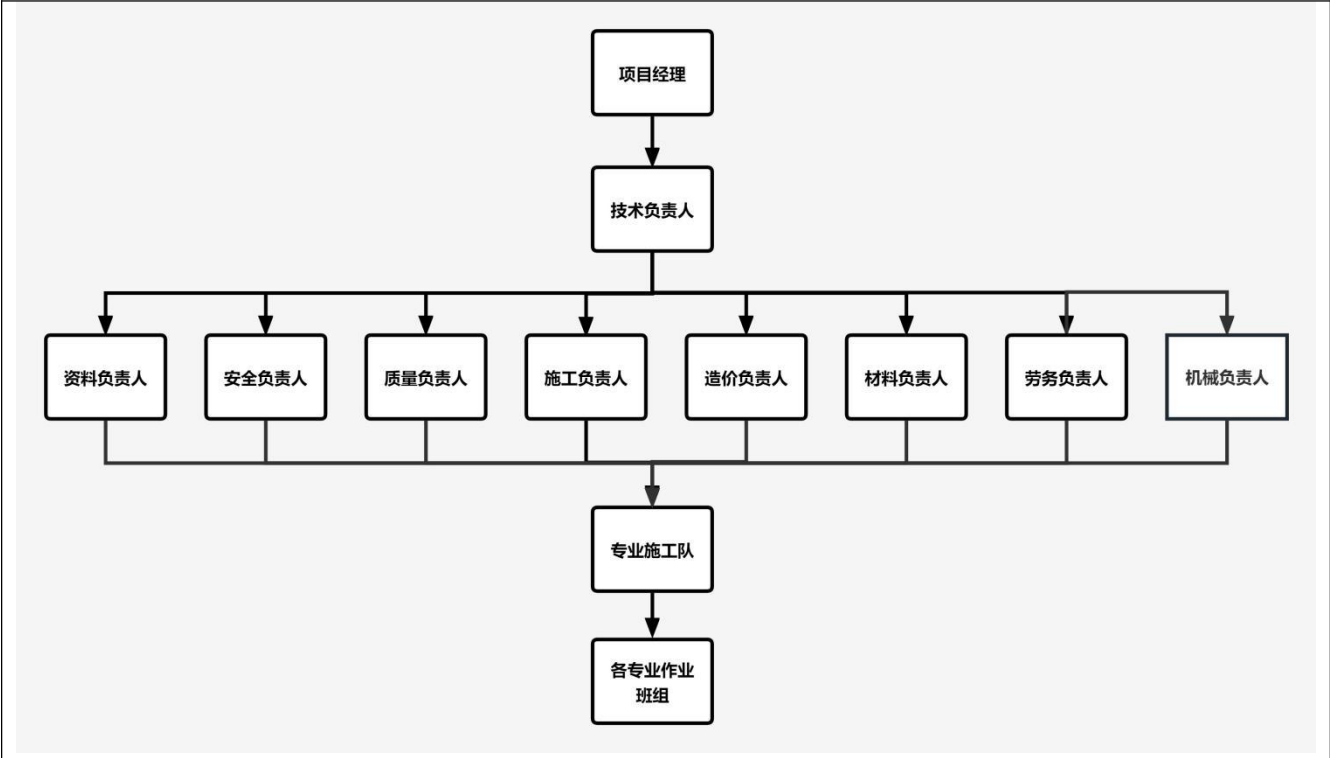 项目经理
技术负责人
资料负责人
安全负责人
质量负责人
施工负责人
造价负责人
材料负责人
劳务负责人
机械负责人
专业施工队
各专业作业
班组